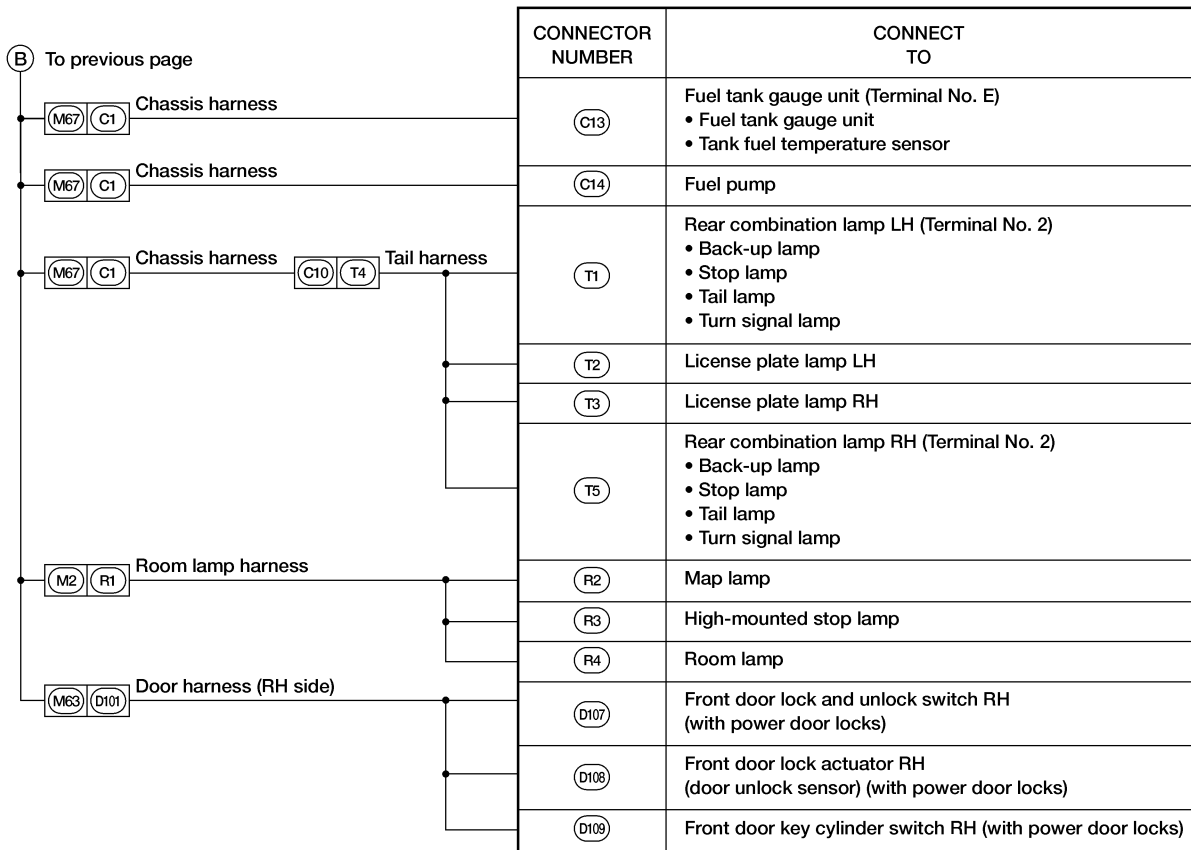 CONNECTOR
NUMBER
CONNECT
TO
B To previous page
M67 C1 Chassis harness
C13
Fuel tank gauge unit (Terminal No. E)
• Fuel tank gauge unit
• Tank fuel temperature sensor
M67 C1 Chassis harness
C14
Fuel pump
M67 C1 Chassis harness C10 T4 Tail harness
T1
Rear combination lamp LH (Terminal No. 2)
• Back-up lamp
• Stop lamp
• Tail lamp
• Turn signal lamp
T2
License plate lamp LH
T3
License plate lamp RH
T5
Rear combination lamp RH (Terminal No. 2)
• Back-up lamp
• Stop lamp
• Tail lamp
• Turn signal lamp
M2 R1 Room lamp harness
R2
Map lamp
R3
High-mounted stop lamp
R4
Room lamp
M63 D101 Door harness (RH side)
D107
Front door lock and unlock switch RH
(with power door locks)
D108
Front door lock actuator RH
(door unlock sensor) (with power door locks)
D109
Front door key cylinder switch RH (with power door locks)